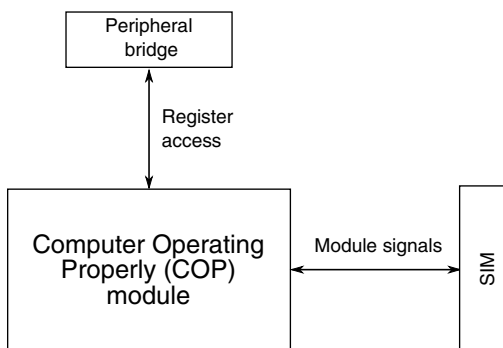 Peripheral
bridge
Register
access
Computer Operating
Properly (COP)
module
Module signals
SIM